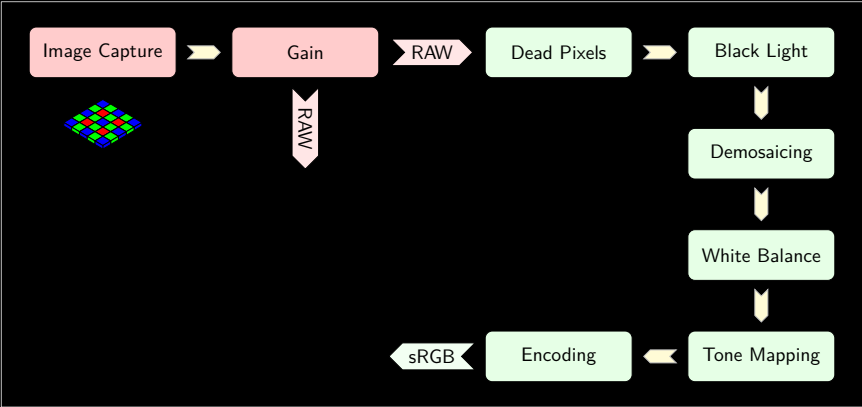 Image Capture
Gain
RAW
Dead Pixels
Black Light
RAW
Demosaicing
White Balance
sRGB
Encoding
Tone Mapping